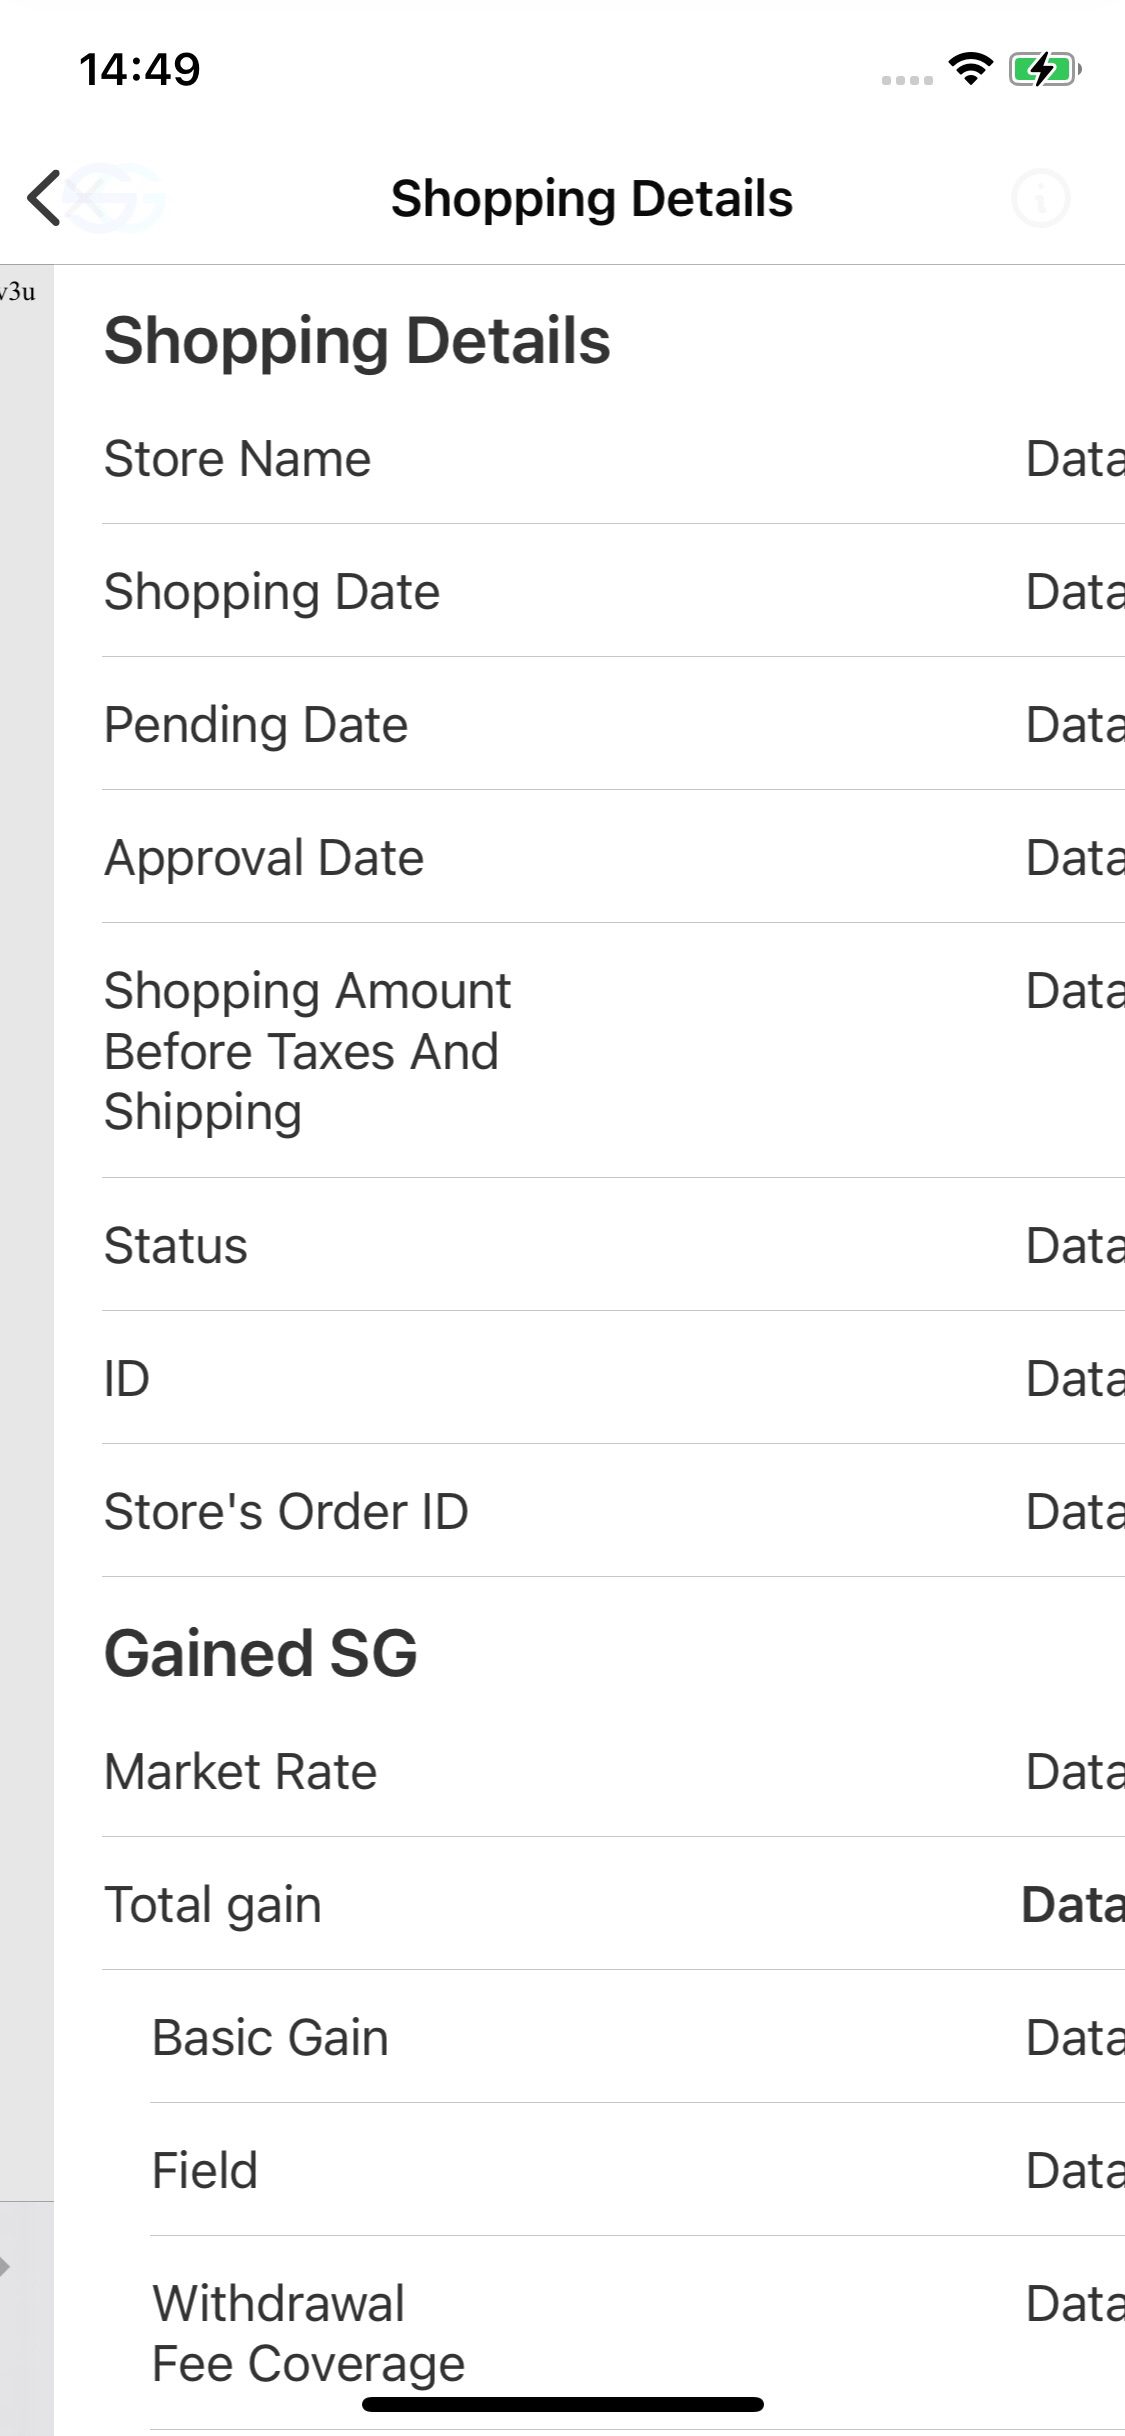 14:49
Shopping Details
v3u
Shopping Details
Store Name Data
Shopping Date Data
Pending Date Data
Approval Date Data
Shopping Amount Data
Before Taxes And
Shipping
Status Data
ID Data
Store's Order ID Data
Gained SG
Market Rate Data
Total gain Data
Basic Gain Data
Field Data
Withdrawal Data
Fee Coverage